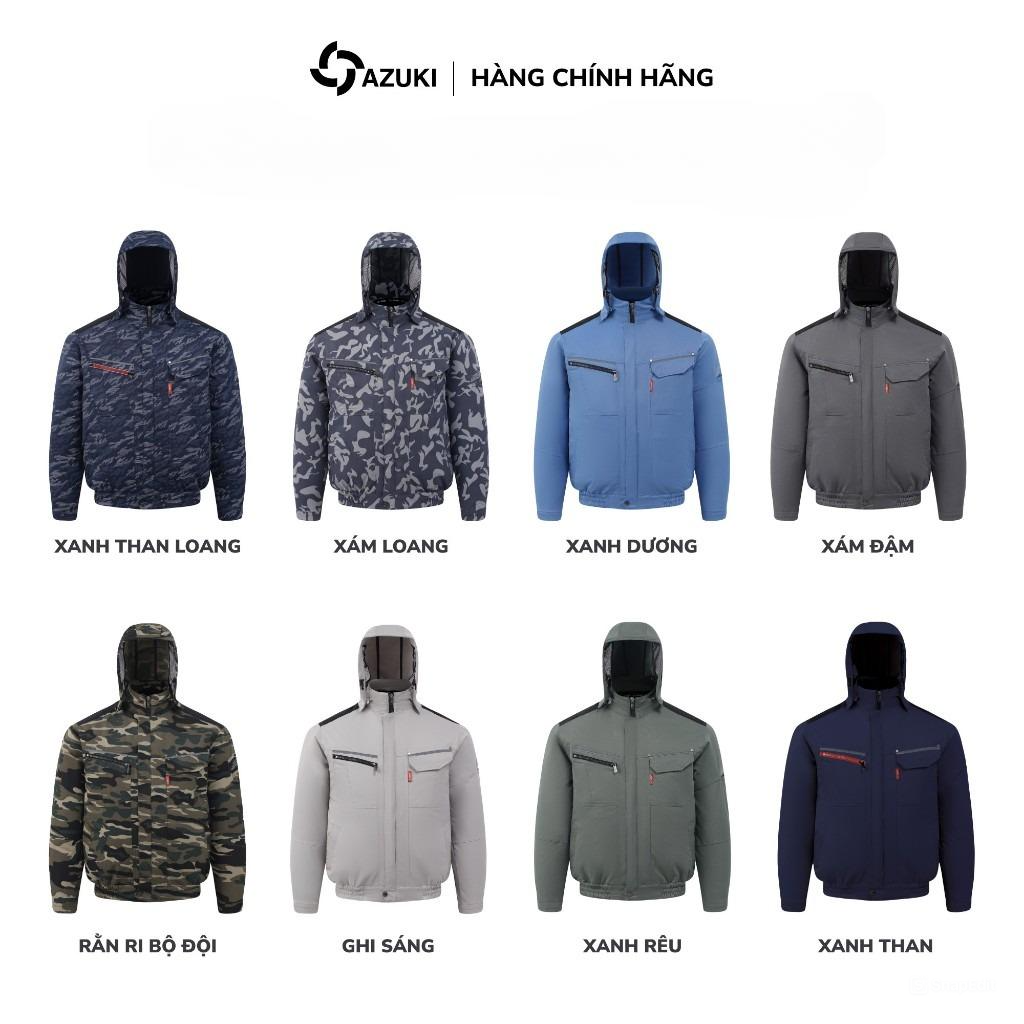 AZUKI | HÀNG CHÍNH HÃNG
XANH THAN LOANG
XÁM LOANG
XANH DƯƠNG
XÁM ĐẬM
RẰN RI BỘ ĐỘI
GHI SÁNG
XANH RÊU
XANH THAN